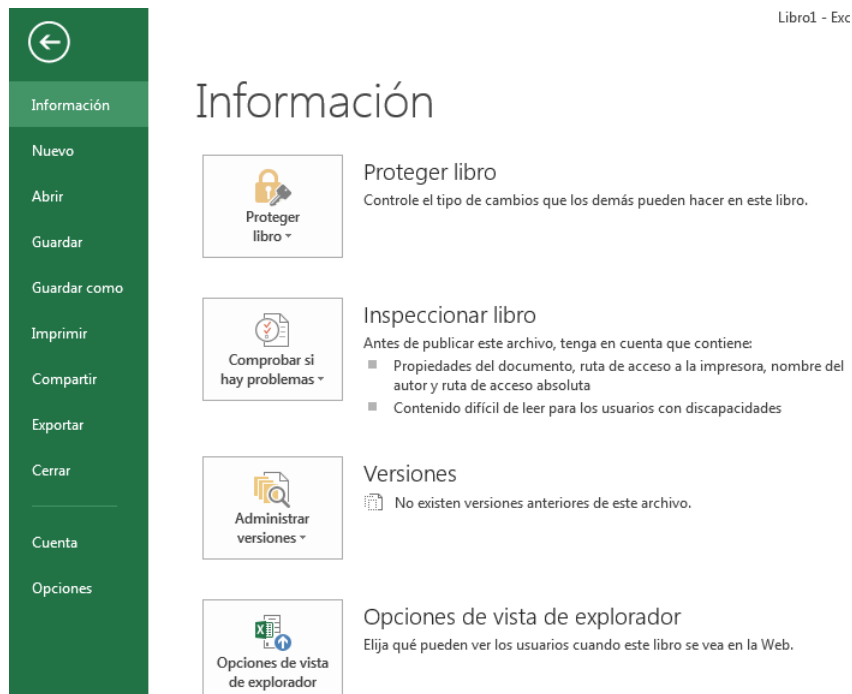 Libro1 - Exc
Información
Nuevo
Abrir
Guardar
Guardar como
Imprimir
Compartir
Exportar
Cerrar
Cuenta
Opciones
Información
Proteger
libro
Proteger libro
Controle el tipo de cambios que los demás pueden hacer en este libro.
Comprobar si
hay problemas
Inspeccionar libro
Antes de publicar este archivo, tenga en cuenta que contiene:
Propiedades del documento, ruta de acceso a la impresora, nombre del
autor y ruta de acceso absoluta
Contenido difícil de leer para los usuarios con discapacidades
Administrar
versiones
Versiones
No existen versiones anteriores de este archivo.
Opciones de vista
de explorador
Opciones de vista de explorador
Elija qué pueden ver los usuarios cuando este libro se vea en la Web.